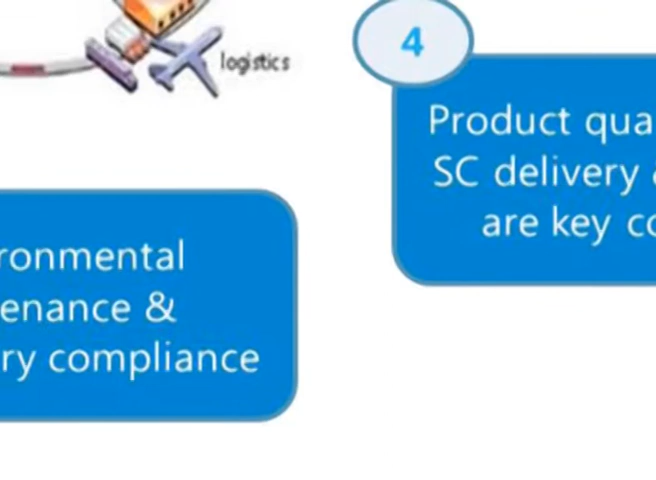 logistics
4
Product qua
SC delivery
are key co
ronmental
enance &
ry compliance